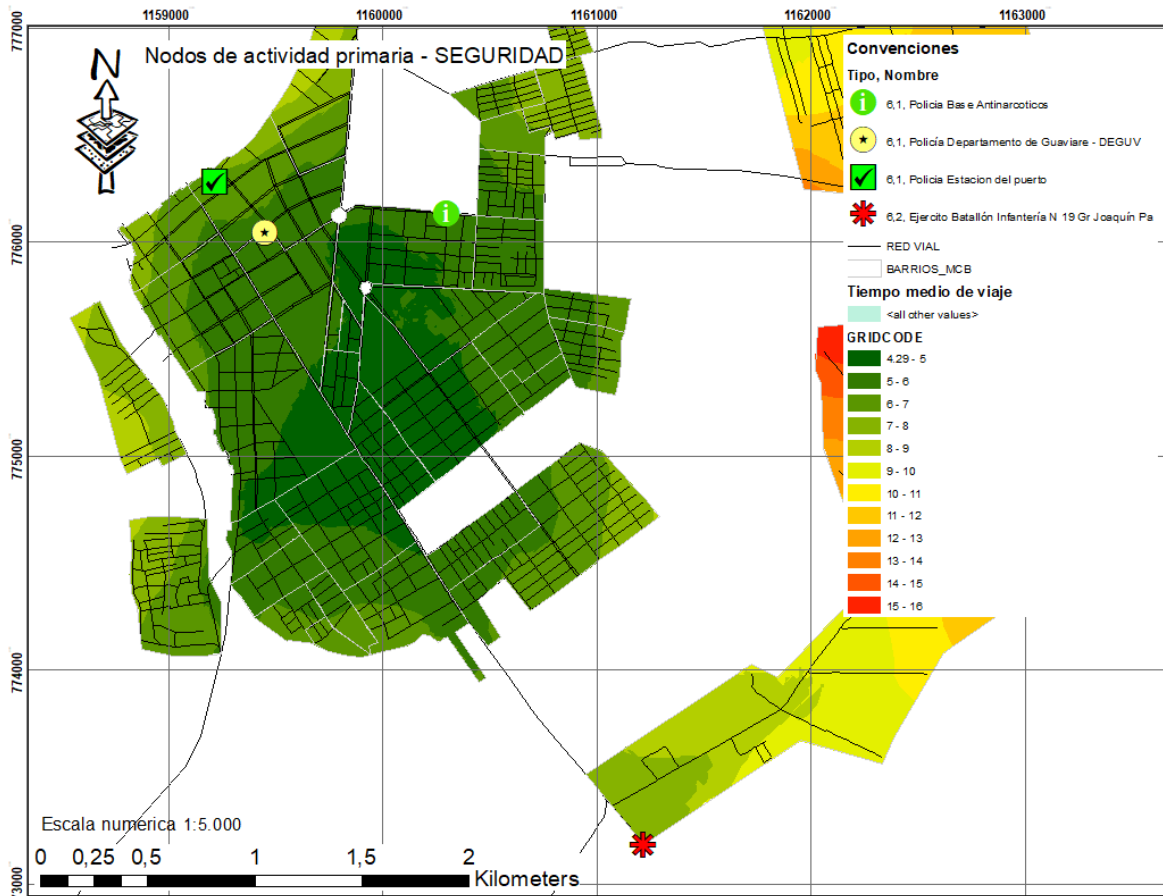 1159000 1160000 1161000 1162000 1163000
777000
Nodos de actividad primaria - SEGURIDAD
N
Convenciones
Tipo, Nombre
i 6,1, Policia Base Antinarcoticos
6,1, Policía Departamento de Guaviare - DEGUV
6,1, Policia Estacion del puerto
6,2, Ejercito Batallón Infantería N 19 Gr Joaquín Pa
RED VIAL
BARRIOS_MCB
Tiempo medio de viaje
<all other values>
GRIDCODE
4.29 - 5
5 - 6
6 - 7
7 - 8
8 - 9
9 - 10
10 - 11
11 - 12
12 - 13
13 - 14
14 - 15
15 - 16
i
776000
775000
774000
Escala numerica 1:5.000
0 0,25 0,5 1 1,5 2
Kilometers